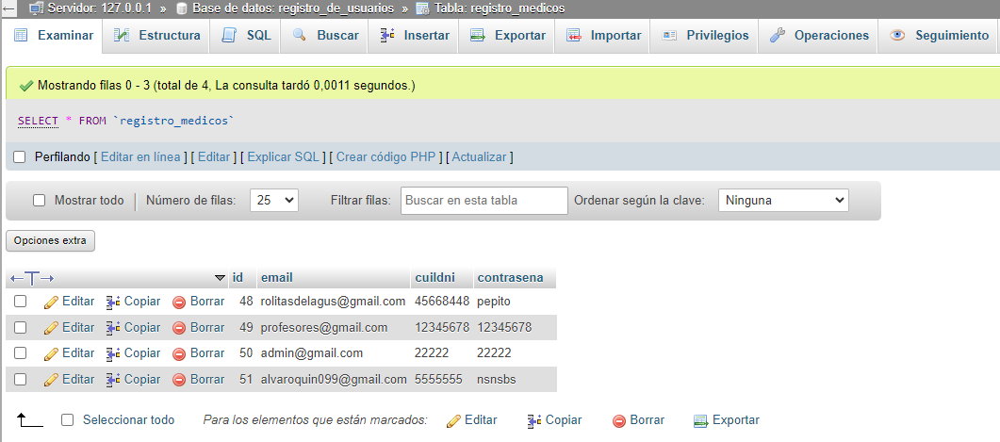 Servidor: 127.0.0.1 » Base de datos: registro_de_usuarios » Tabla: registro_medicos
Examinar Estructura SQL Buscar Insertar Exportar Importar Privilegios Operaciones Seguimiento
Mostrando filas 0 - 3 (total de 4, La consulta tardó 0,0011 segundos.)
SELECT * FROM `registro_medicos`
Perfilando [ Editar en línea ] [ Editar ] [ Explicar SQL ] [ Crear código PHP ] [ Actualizar ]
Mostrar todo Número de filas: 25 Filtrar filas: Buscar en esta tabla Ordenar según la clave: Ninguna
Opciones extra
←T→ id email cuildni contrasena
Editar Copiar Borrar 48 rolitasdelagus@gmail.com 45668448 pepito
Editar Copiar Borrar 49 profesores@gmail.com 12345678 12345678
Editar Copiar Borrar 50 admin@gmail.com 22222 22222
Editar Copiar Borrar 51 alvaroquin099@gmail.com 5555555 nsnsbs
Seleccionar todo Para los elementos que están marcados: Editar Copiar Borrar Exportar